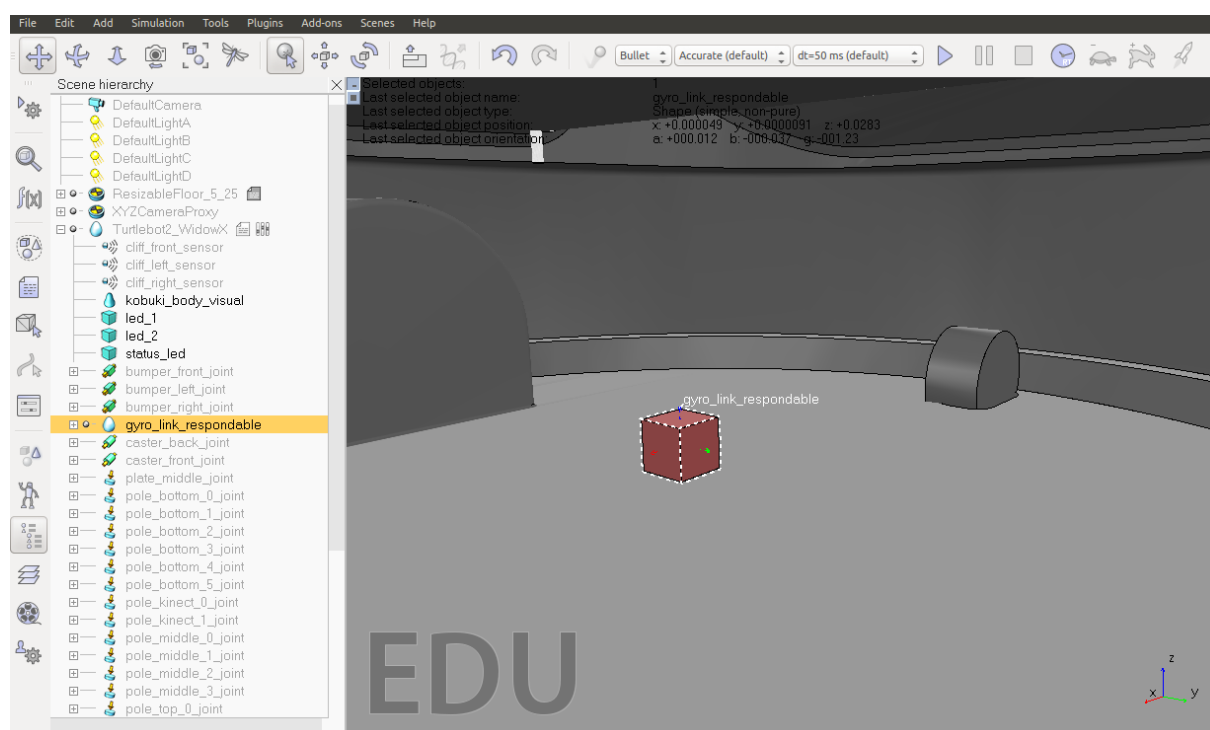 File Edit Add Simulation Tools Plugins Add-ons Scenes Help
Bullet Accurate (default) dt=50 ms (default)
Scene hierarchy
DefaultCamera
DefaultLightA
DefaultLightB
DefaultLightC
DefaultLightD
ResizableFloor_5_25
XYZCameraProxy
Turtlebot2_WidowX
cliff_front_sensor
cliff_left_sensor
cliff_right_sensor
kobuki_body_visual
led_1
led_2
status_led
bumper_front_joint
bumper_left_joint
bumper_right_joint
gyro_link_respondable
caster_back_joint
caster_front_joint
plate_middle_joint
pole_bottom_0_joint
pole_bottom_1_joint
pole_bottom_2_joint
pole_bottom_3_joint
pole_bottom_4_joint
pole_bottom_5_joint
pole_kinect_0_joint
pole_kinect_1_joint
pole_middle_0_joint
pole_middle_1_joint
pole_middle_2_joint
pole_middle_3_joint
pole_top_0_joint
f(x)
Selected objects: 1
Last selected object name: gyro_link_respondable
Last selected object type: Shape (simple, non-pure)
Last selected object position: x: +0.000049 y: +0.0000091 z: +0.0283
Last selected object orientation: a: +000.012 b: -000.037 g: -001.23
gyro_link_respondable
EDU
z
x y